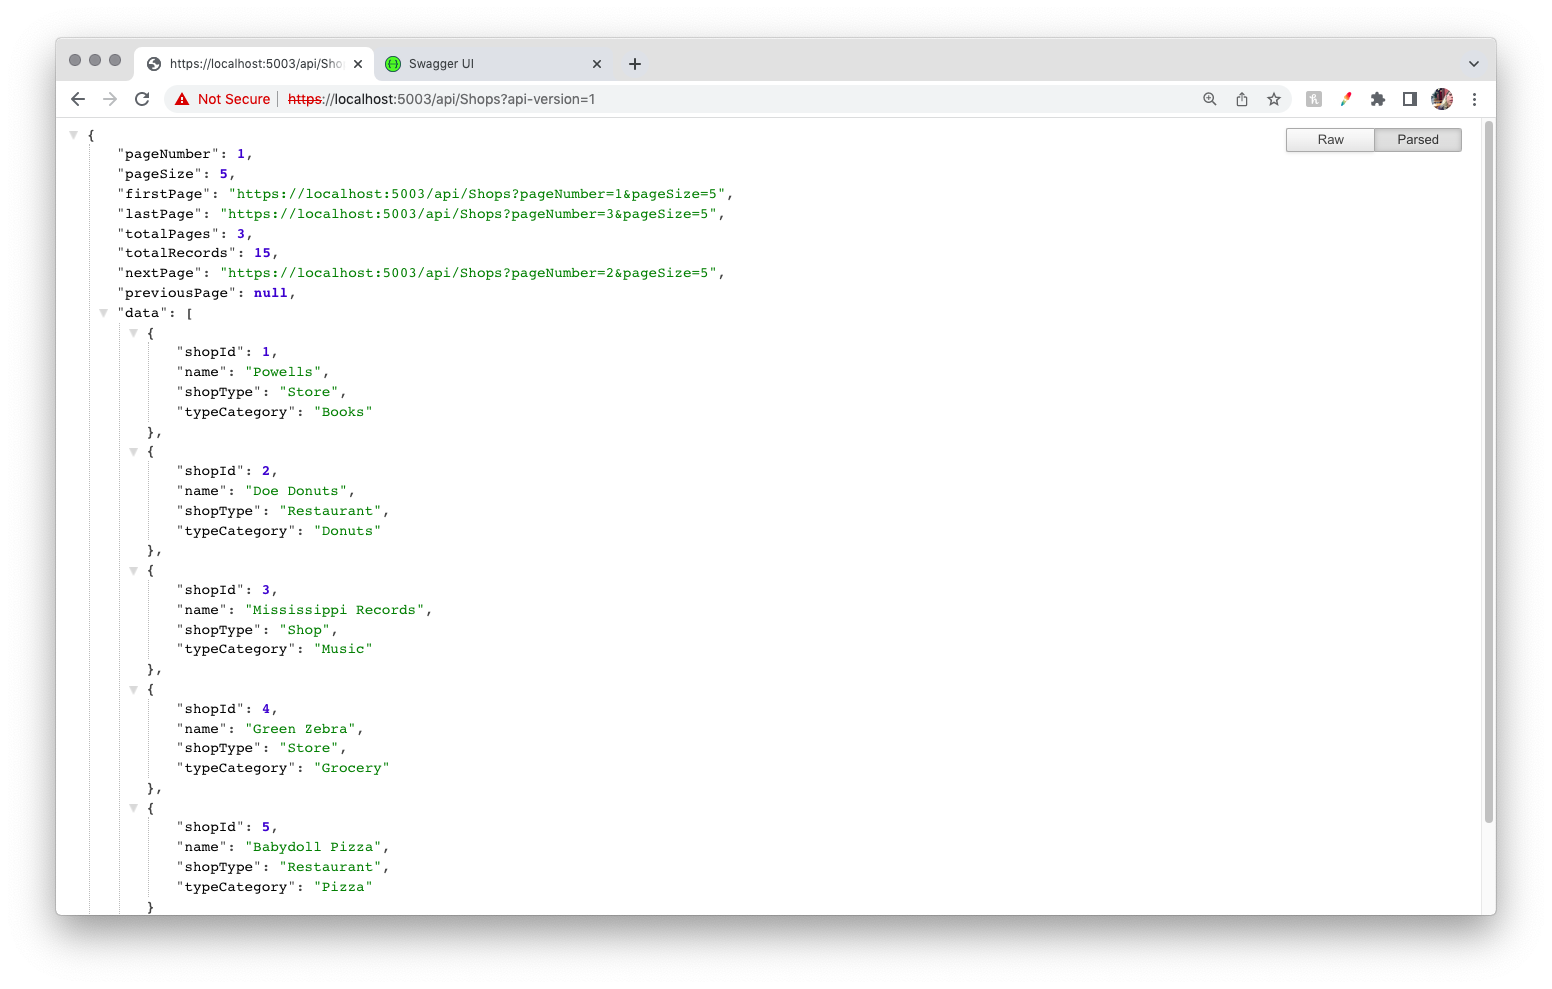 https://localhost:5003/api/Sho
Swagger UI
Not Secure https://localhost:5003/api/Shops?api-version=1
Raw Parsed
{
"pageNumber": 1,
"pageSize": 5,
"firstPage": "https://localhost:5003/api/Shops?pageNumber=1&pageSize=5",
"lastPage": "https://localhost:5003/api/Shops?pageNumber=3&pageSize=5",
"totalPages": 3,
"totalRecords": 15,
"nextPage": "https://localhost:5003/api/Shops?pageNumber=2&pageSize=5",
"previousPage": null,
"data": [
{
"shopId": 1,
"name": "Powells",
"shopType": "Store",
"typeCategory": "Books"
},
{
"shopId": 2,
"name": "Doe Donuts",
"shopType": "Restaurant",
"typeCategory": "Donuts"
},
{
"shopId": 3,
"name": "Mississippi Records",
"shopType": "Shop",
"typeCategory": "Music"
},
{
"shopId": 4,
"name": "Green Zebra",
"shopType": "Store",
"typeCategory": "Grocery"
},
{
"shopId": 5,
"name": "Babydoll Pizza",
"shopType": "Restaurant",
"typeCategory": "Pizza"
}